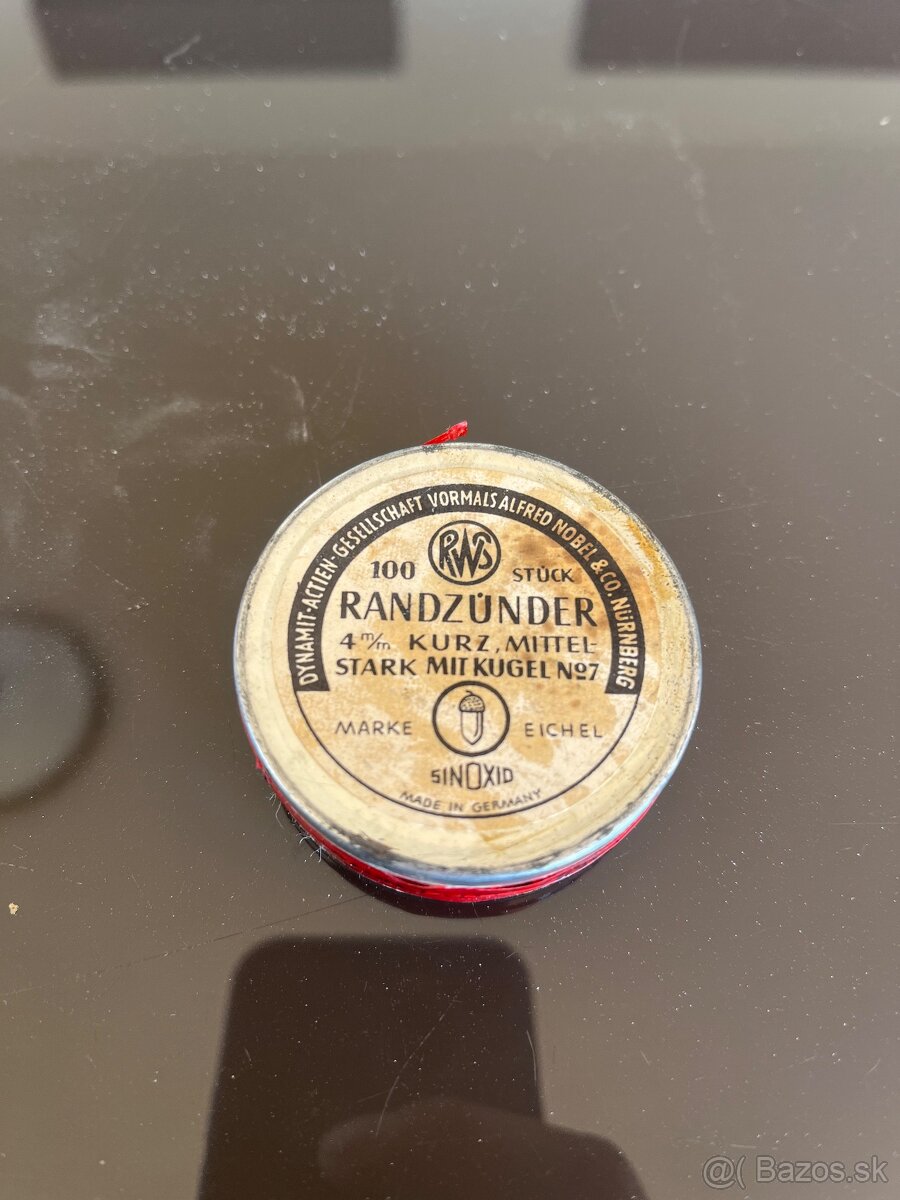 DYNAMIT-ACTIEN-GESELLSCHAFT VORMALS ALFRED NOBEL & CO. NÜRNBERG
RWS
100 STÜCK
RANDZÜNDER
4 m/m KURZ, MITTEL-
STARK MIT KUGEL No7
MARKE EICHEL
SINOXID
MADE IN GERMANY
@( Bazos.sk